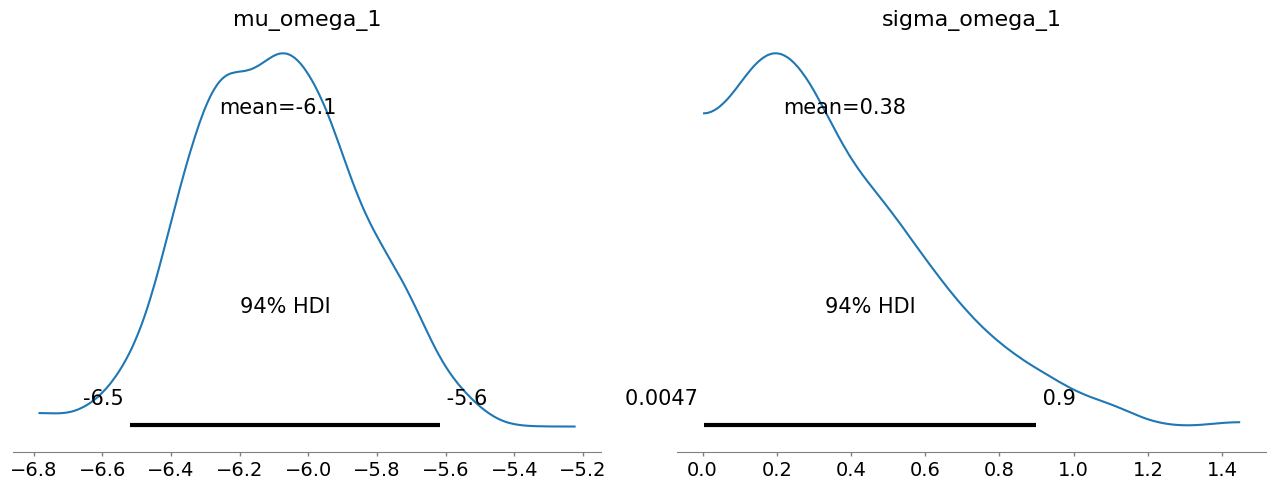 mu_omega_1
mean=-6.1
94% HDI
-6.5
-5.6
−6.8 −6.6 −6.4 −6.2 −6.0 −5.8 −5.6 −5.4 −5.2
sigma_omega_1
mean=0.38
94% HDI
0.0047
0.9
0.0 0.2 0.4 0.6 0.8 1.0 1.2 1.4